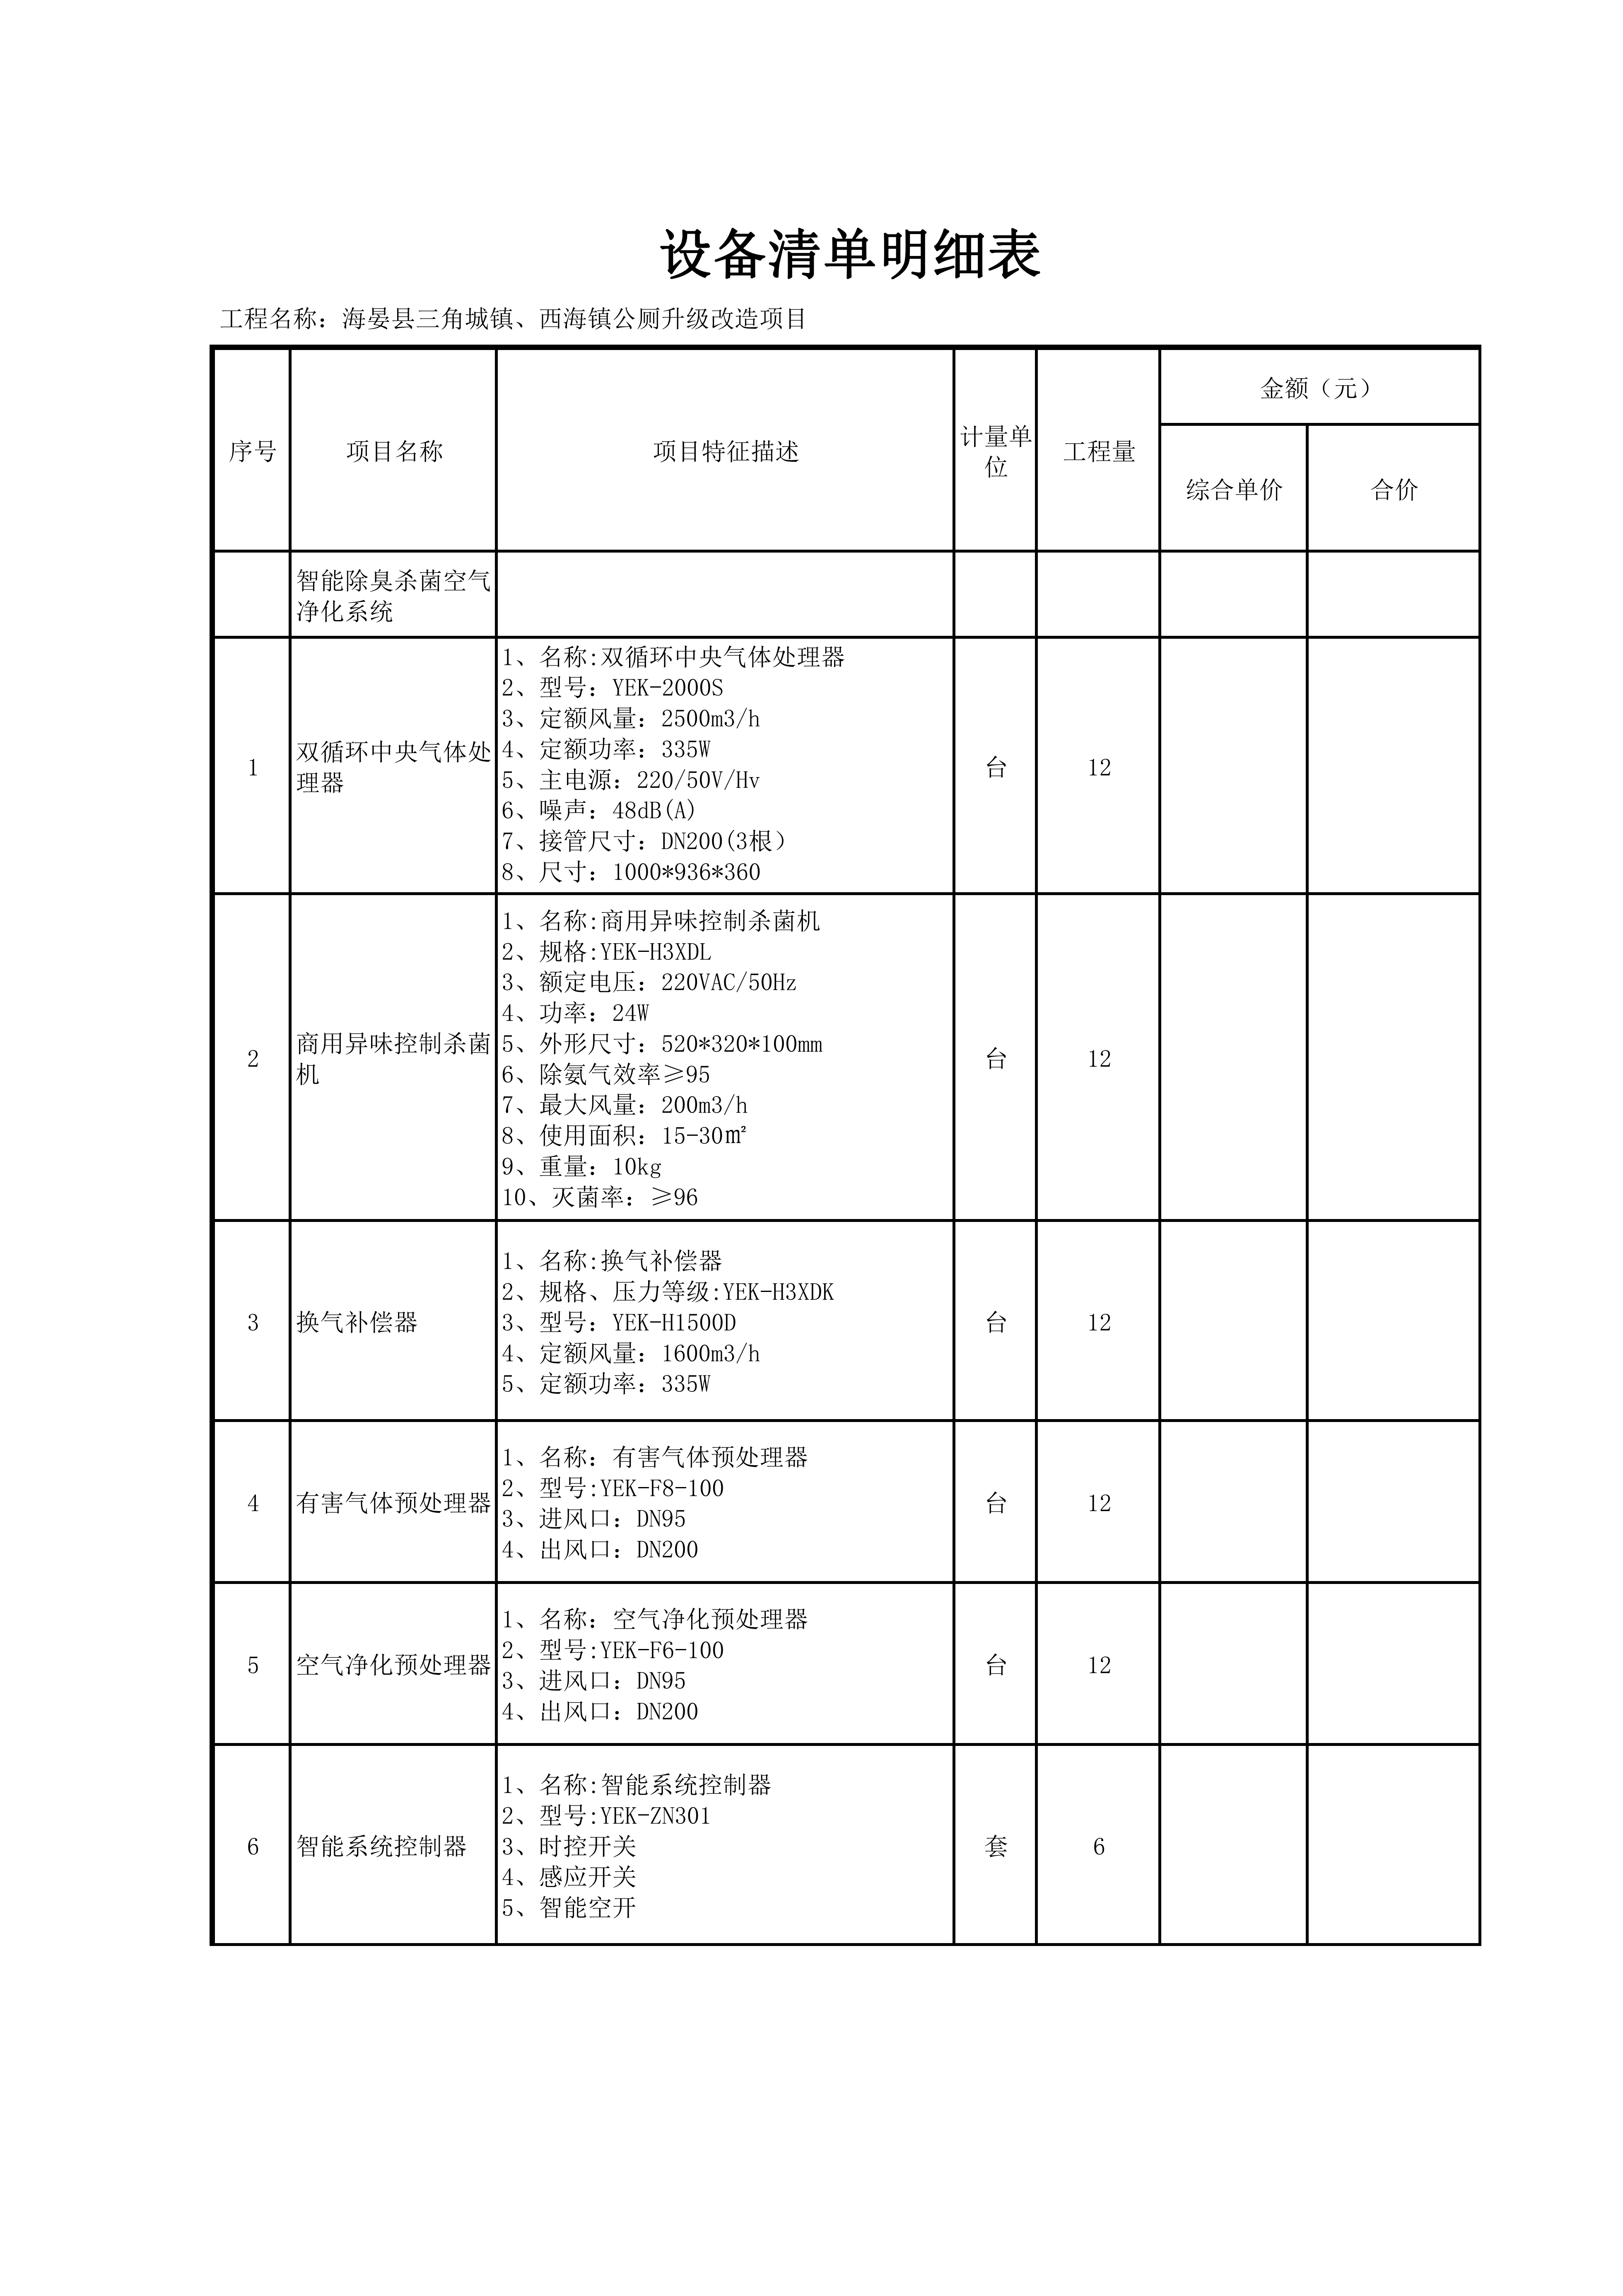 设备清单明细表
工程名称：海晏县三角城镇、西海镇公厕升级改造项目
序号
项目名称
项目特征描述
计量单
位
工程量
金额（元）
综合单价
合价
智能除臭杀菌空气
净化系统
1
双循环中央气体处
理器
1、名称:双循环中央气体处理器
2、型号：YEK-2000S
3、定额风量：2500m3/h
4、定额功率：335W
5、主电源：220/50V/Hv
6、噪声：48dB(A)
7、接管尺寸：DN200(3根）
8、尺寸：1000*936*360
台
12
2
商用异味控制杀菌
机
1、名称:商用异味控制杀菌机
2、规格:YEK-H3XDL
3、额定电压：220VAC/50Hz
4、功率：24W
5、外形尺寸：520*320*100mm
6、除氨气效率≥95
7、最大风量：200m3/h
8、使用面积：15-30㎡
9、重量：10kg
10、灭菌率：≥96
台
12
3
换气补偿器
1、名称:换气补偿器
2、规格、压力等级:YEK-H3XDK
3、型号：YEK-H1500D
4、定额风量：1600m3/h
5、定额功率：335W
台
12
4
有害气体预处理器
1、名称：有害气体预处理器
2、型号:YEK-F8-100
3、进风口：DN95
4、出风口：DN200
台
12
5
空气净化预处理器
1、名称：空气净化预处理器
2、型号:YEK-F6-100
3、进风口：DN95
4、出风口：DN200
台
12
6
智能系统控制器
1、名称:智能系统控制器
2、型号:YEK-ZN301
3、时控开关
4、感应开关
5、智能空开
套
6